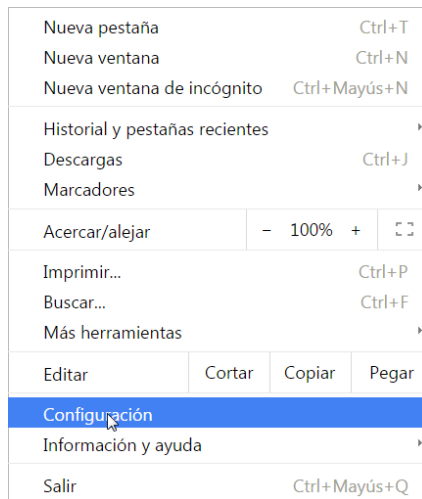 Nueva pestaña Ctrl+T
Nueva ventana Ctrl+N
Nueva ventana de incógnito Ctrl+Mayús+N
Historial y pestañas recientes
Descargas Ctrl+J
Marcadores
Acercar/alejar − 100% +
Imprimir... Ctrl+P
Buscar... Ctrl+F
Más herramientas
Editar Cortar Copiar Pegar
Configuración
Información y ayuda
Salir Ctrl+Mayús+Q